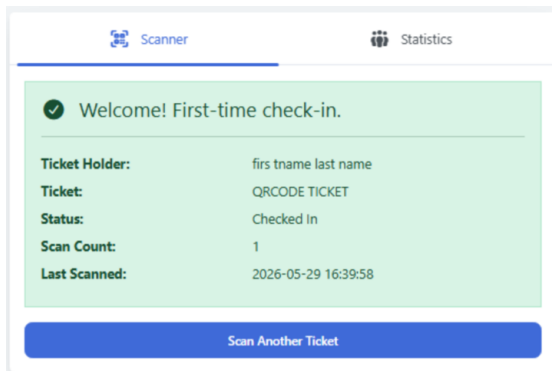 Scanner Statistics
Welcome! First-time check-in.
Ticket Holder: firs tname last name
Ticket: QRCODE TICKET
Status: Checked In
Scan Count: 1
Last Scanned: 2026-05-29 16:39:58
Scan Another Ticket